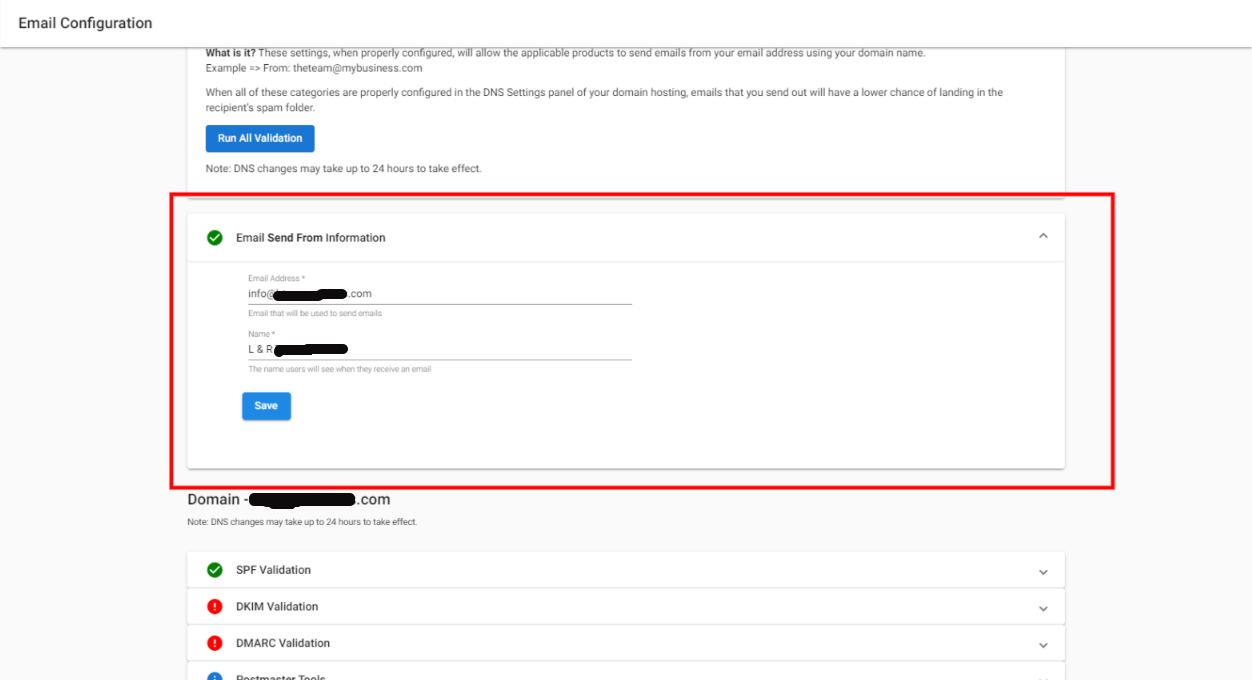 Email Configuration
What is it? These settings, when properly configured, will allow the applicable products to send emails from your email address using your domain name.
Example => From: theteam@mybusiness.com
When all of these categories are properly configured in the DNS Settings panel of your domain hosting, emails that you send out will have a lower chance of landing in the
recipient's spam folder.
Run All Validation
Note: DNS changes may take up to 24 hours to take effect.
Email Send From Information
Email Address *
info@ .com
Email that will be used to send emails
Name *
L & R
The name users will see when they receive an email
Save
Domain - .com
Note: DNS changes may take up to 24 hours to take effect.
SPF Validation
DKIM Validation
DMARC Validation
Postmaster Tools